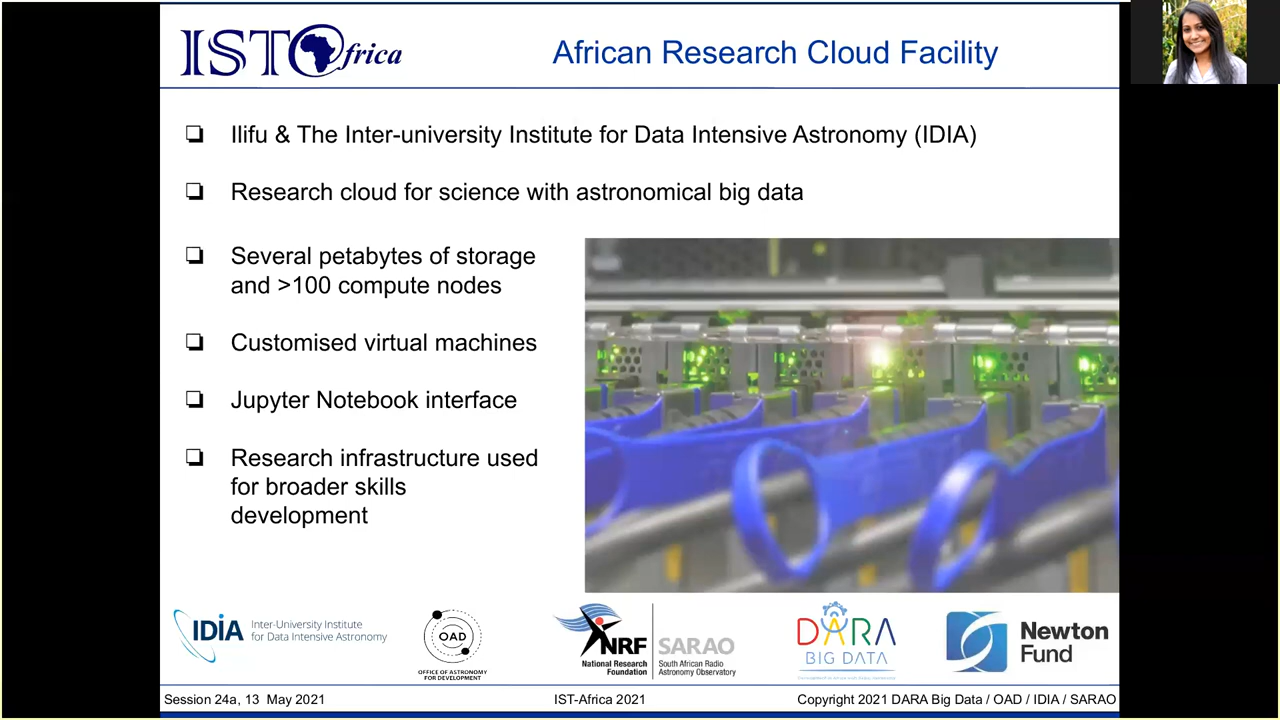 IST Africa
African Research Cloud Facility
Ilifu & The Inter-university Institute for Data Intensive Astronomy (IDIA)
Research cloud for science with astronomical big data
Several petabytes of storage
and >100 compute nodes
Customised virtual machines
Jupyter Notebook interface
Research infrastructure used
for broader skills
development
IDIA
Inter-University Institute
for Data Intensive Astronomy
OAD
OFFICE OF ASTRONOMY
FOR DEVELOPMENT
NRF
National Research
Foundation
SARAO
South African Radio
Astronomy Observatory
DARA
BIG DATA
Newton
Fund
Session 24a, 13 May 2021
IST-Africa 2021
Copyright 2021 DARA Big Data / OAD / IDIA / SARAO